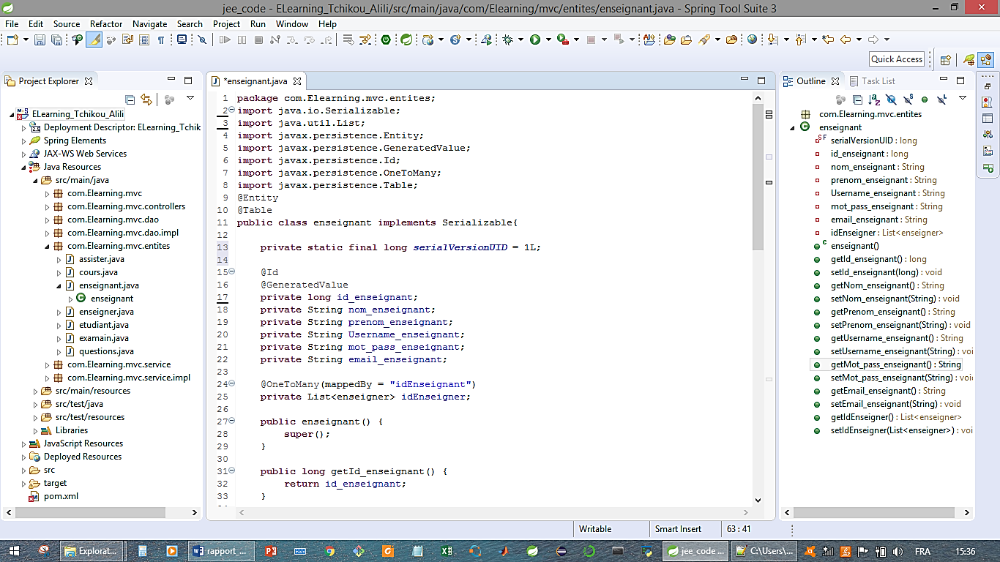 jee_code - ELearning_Tchikou_Alili/src/main/java/com/Elearning/mvc/entites/enseignant.java - Spring Tool Suite 3
File Edit Source Refactor Navigate Search Project Run Window Help
Quick Access
Project Explorer
ELearning_Tchikou_Alili
Deployment Descriptor: ELearning_Tchik
Spring Elements
JAX-WS Web Services
Java Resources
src/main/java
com.Elearning.mvc
com.Elearning.mvc.controllers
com.Elearning.mvc.dao
com.Elearning.mvc.dao.impl
com.Elearning.mvc.entites
assister.java
cours.java
enseignant.java
enseignant
enseigner.java
etudiant.java
examain.java
questions.java
com.Elearning.mvc.service
com.Elearning.mvc.service.impl
src/main/resources
src/test/java
src/test/resources
Libraries
JavaScript Resources
Deployed Resources
src
target
pom.xml
*enseignant.java
1 package com.Elearning.mvc.entites;
2 import java.io.Serializable;
3 import java.util.List;
4 import javax.persistence.Entity;
5 import javax.persistence.GeneratedValue;
6 import javax.persistence.Id;
7 import javax.persistence.OneToMany;
8 import javax.persistence.Table;
9 @Entity
10 @Table
11 public class enseignant implements Serializable{
12
13 private static final long serialVersionUID = 1L;
14
15 @Id
16 @GeneratedValue
17 private long id_enseignant;
18 private String nom_enseignant;
19 private String prenom_enseignant;
20 private String Username_enseignant;
21 private String mot_pass_enseignant;
22 private String email_enseignant;
23
24 @OneToMany(mappedBy = "idEnseignant")
25 private List<enseigner> idEnseigner;
26
27 public enseignant() {
28 super();
29 }
30
31 public long getId_enseignant() {
32 return id_enseignant;
33 }
Outline Task List
com.Elearning.mvc.entites
enseignant
serialVersionUID : long
id_enseignant : long
nom_enseignant : String
prenom_enseignant : String
Username_enseignant : String
mot_pass_enseignant : String
email_enseignant : String
idEnseigner : List<enseigner>
enseignant()
getId_enseignant() : long
setId_enseignant(long) : void
getNom_enseignant() : String
setNom_enseignant(String) : void
getPrenom_enseignant() : String
setPrenom_enseignant(String) : void
getUsername_enseignant() : String
setUsername_enseignant(String) : voi
getMot_pass_enseignant() : String
setMot_pass_enseignant(String) : voi
getEmail_enseignant() : String
setEmail_enseignant(String) : void
getIdEnseigner() : List<enseigner>
setIdEnseigner(List<enseigner>) : voi
Writable Smart Insert 63 : 41
Explorat... rapport_... jee_code ... C:\Users\... FRA 15:36